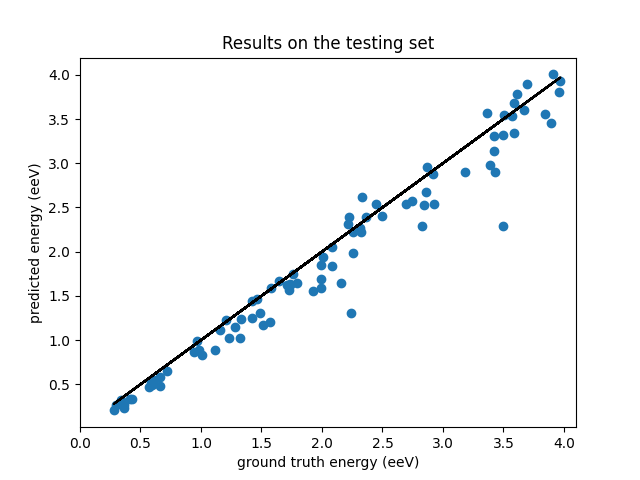 Results on the testing set
predicted energy (eeV)
4.0
3.5
3.0
2.5
2.0
1.5
1.0
0.5
0.0 0.5 1.0 1.5 2.0 2.5 3.0 3.5 4.0
ground truth energy (eeV)